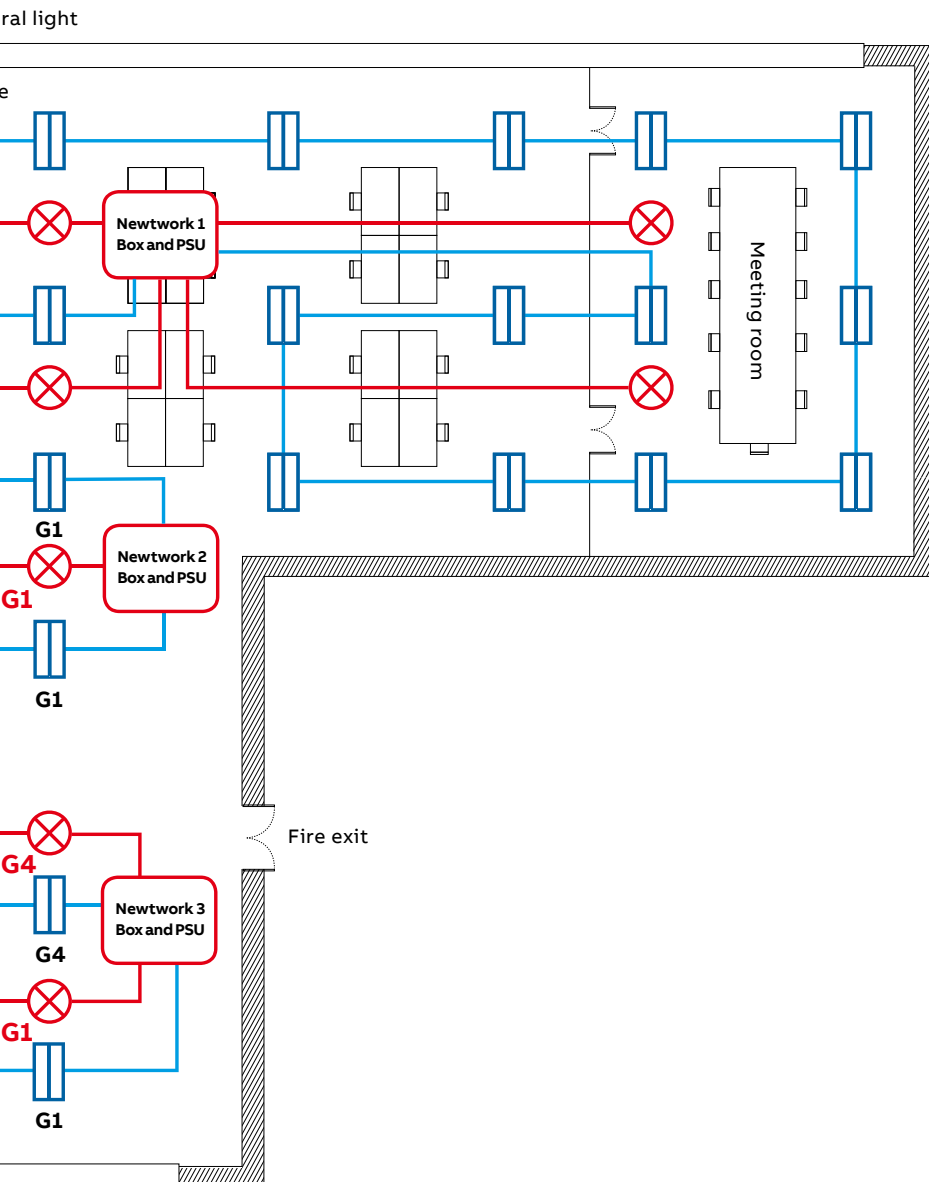 ral light
e
Newtwork 1
Box and PSU
Meeting room
G1
Newtwork 2
Box and PSU
G1
G1
Fire exit
G4
Newtwork 3
Box and PSU
G4
G1
G1